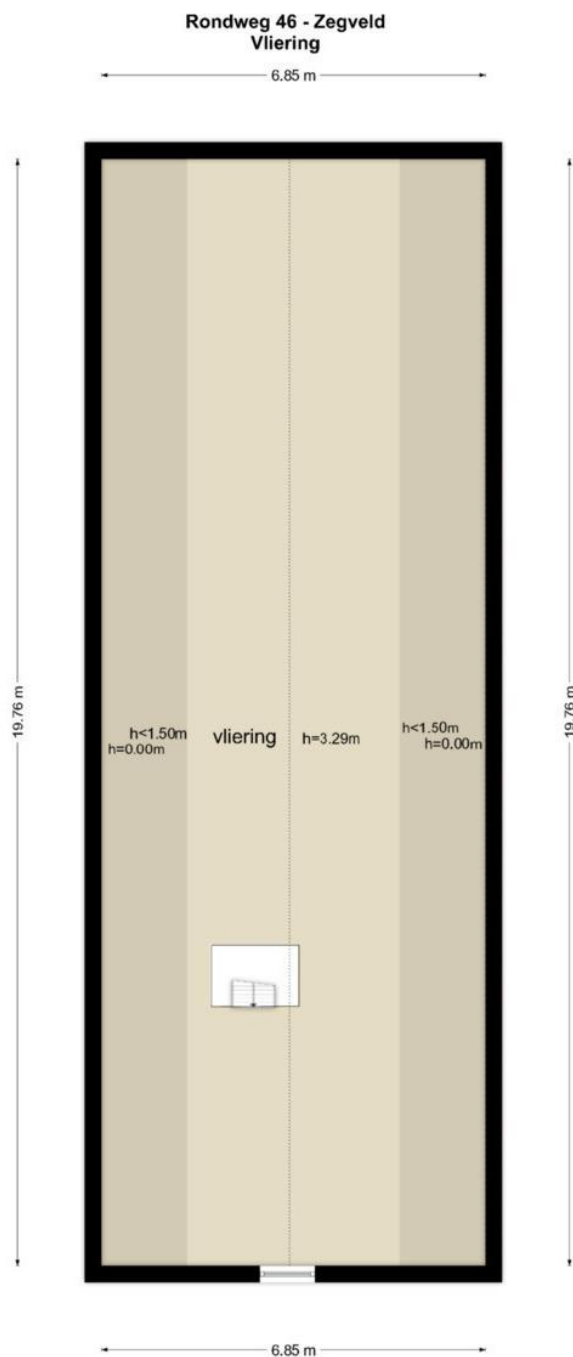 Rondweg 46 - Zegveld
Vliering
6.85 m
19.76 m
19.76 m
h<1.50m
h=0.00m
vliering
h=3.29m
h<1.50m
h=0.00m
6.85 m